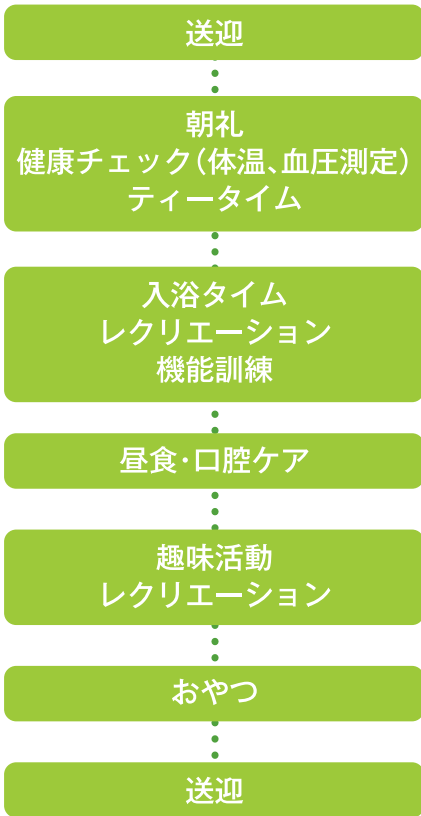 送迎
朝礼
健康チェック（体温、血圧測定）
ティータイム
入浴タイム
レクリエーション
機能訓練
昼食・口腔ケア
趣味活動
レクリエーション
おやつ
送迎